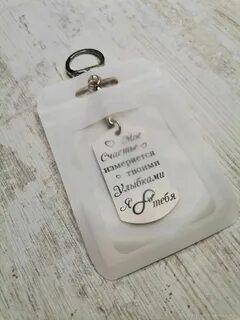 Моё
Счастье
измеряется
твоими
Улыбками
Я ∞ тебя